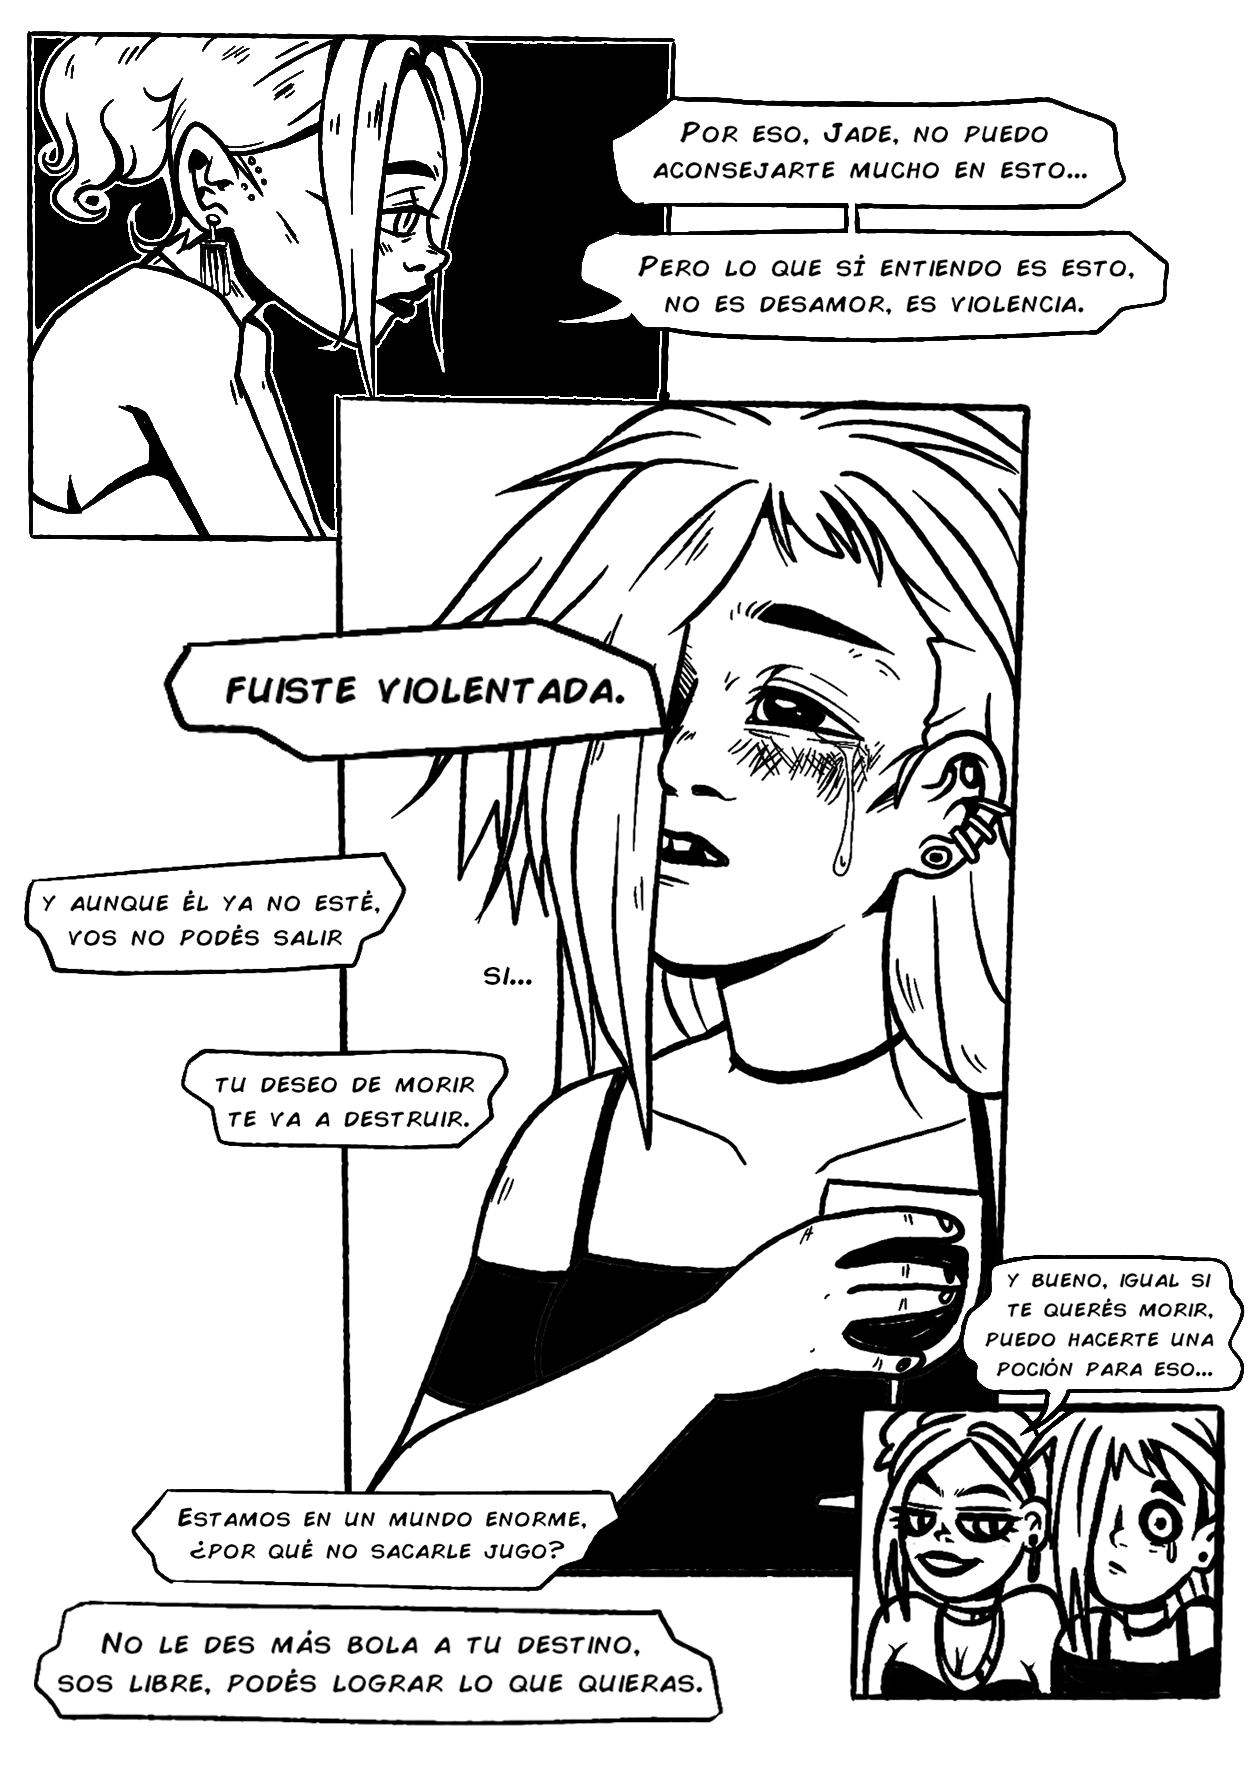 POR ESO, JADE, NO PUEDO
ACONSEJARTE MUCHO EN ESTO...
PERO LO QUE SÍ ENTIENDO ES ESTO,
NO ES DESAMOR, ES VIOLENCIA.
FUISTE VIOLENTADA.
Y AUNQUE ÉL YA NO ESTÉ,
VOS NO PODÉS SALIR
SI...
TU DESEO DE MORIR
TE VA A DESTRUIR.
Y BUENO, IGUAL SI
TE QUERÉS MORIR,
PUEDO HACERTE UNA
POCIÓN PARA ESO...
ESTAMOS EN UN MUNDO ENORME,
¿POR QUÉ NO SACARLE JUGO?
NO LE DES MÁS BOLA A TU DESTINO,
SOS LIBRE, PODÉS LOGRAR LO QUE QUIERAS.